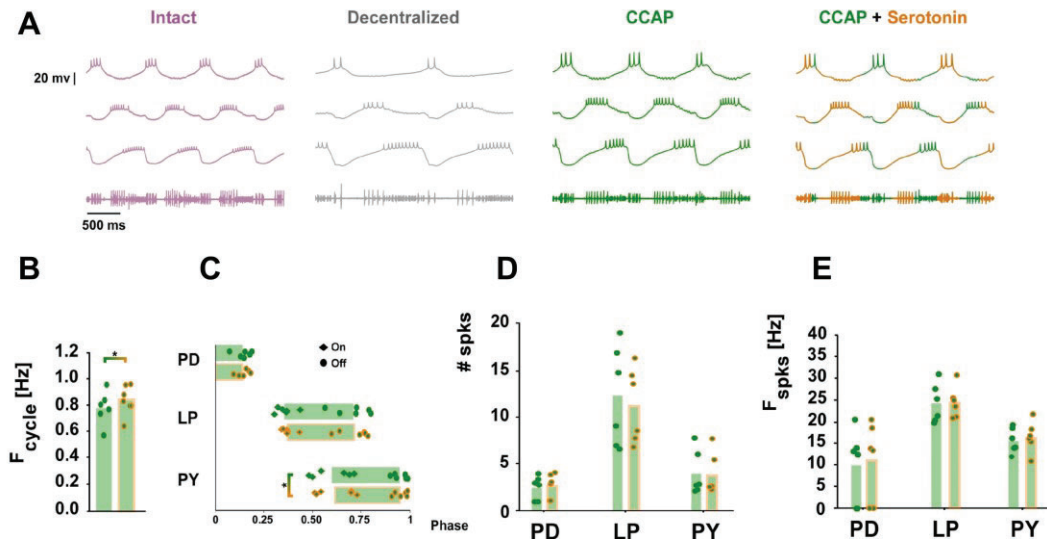 A
Intact
Decentralized
CCAP
CCAP + Serotonin
20 mv
500 ms
B
C
D
E
F cycle [Hz]
1.2
1.0
0.8
0.6
0.4
0.2
0.0
*
PD
LP
PY
On
Off
*
0
0.25
0.50
0.75
1
Phase
# spks
20
15
10
5
0
PD
LP
PY
F spks [Hz]
40
35
30
25
20
15
10
5
0
PD
LP
PY